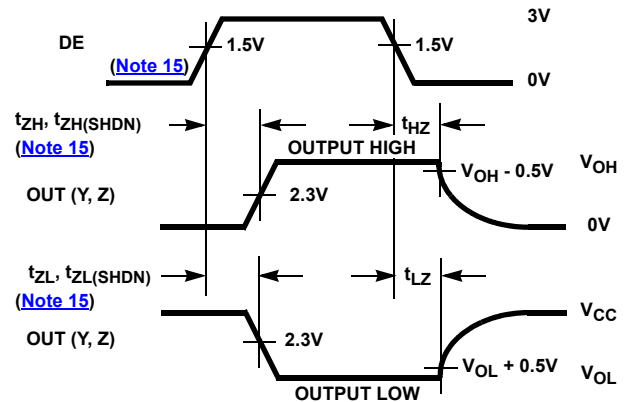 3V
DE
1.5V
1.5V
(Note 15)
0V
tZH, tZH(SHDN)
tHZ
(Note 15)
OUTPUT HIGH
VOH - 0.5V
VOH
OUT (Y, Z)
2.3V
0V
tZL, tZL(SHDN)
tLZ
(Note 15)
VCC
OUT (Y, Z)
2.3V
VOL + 0.5V
VOL
OUTPUT LOW